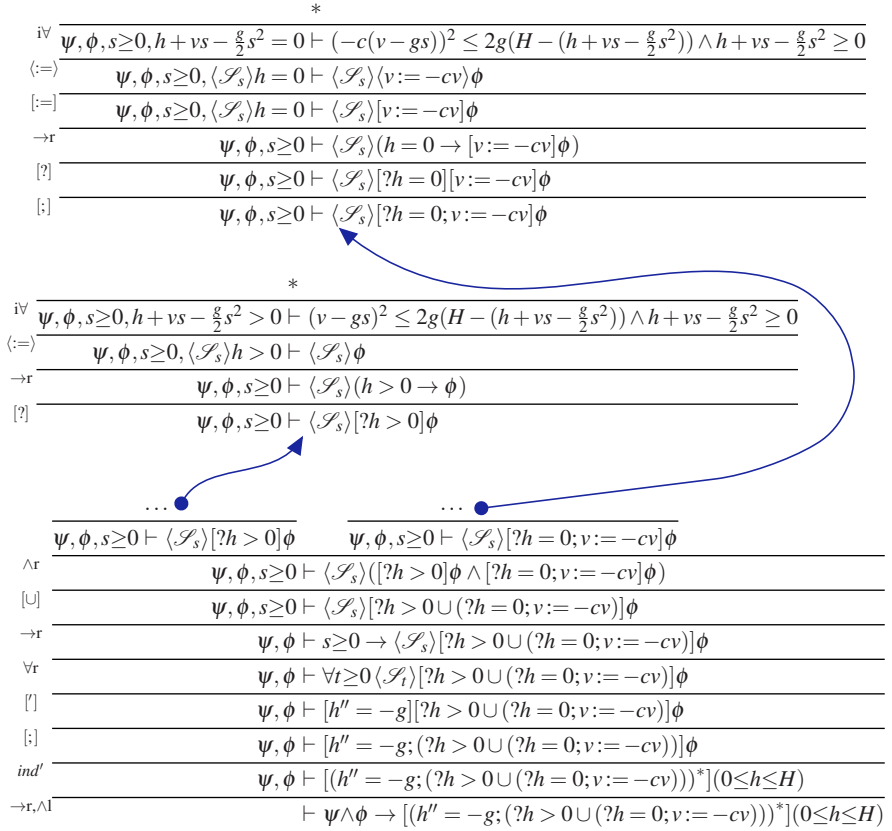 *
i∀ ψ, ϕ, s≥0, h + vs − g/2 s² = 0 ⊢ (−c(v − gs))² ≤ 2g(H − (h + vs − g/2 s²)) ∧ h + vs − g/2 s² ≥ 0
⟨:=⟩ ψ, ϕ, s≥0, ⟨𝒮ₛ⟩h = 0 ⊢ ⟨𝒮ₛ⟩⟨v := −cv⟩ϕ
[:=] ψ, ϕ, s≥0, ⟨𝒮ₛ⟩h = 0 ⊢ ⟨𝒮ₛ⟩[v := −cv]ϕ
→r ψ, ϕ, s≥0 ⊢ ⟨𝒮ₛ⟩(h = 0 → [v := −cv]ϕ)
[?] ψ, ϕ, s≥0 ⊢ ⟨𝒮ₛ⟩[?h = 0][v := −cv]ϕ
[;] ψ, ϕ, s≥0 ⊢ ⟨𝒮ₛ⟩[?h = 0; v := −cv]ϕ
*
i∀ ψ, ϕ, s≥0, h + vs − g/2 s² > 0 ⊢ (v − gs)² ≤ 2g(H − (h + vs − g/2 s²)) ∧ h + vs − g/2 s² ≥ 0
⟨:=⟩ ψ, ϕ, s≥0, ⟨𝒮ₛ⟩h > 0 ⊢ ⟨𝒮ₛ⟩ϕ
→r ψ, ϕ, s≥0 ⊢ ⟨𝒮ₛ⟩(h > 0 → ϕ)
[?] ψ, ϕ, s≥0 ⊢ ⟨𝒮ₛ⟩[?h > 0]ϕ
… …
ψ, ϕ, s≥0 ⊢ ⟨𝒮ₛ⟩[?h > 0]ϕ ψ, ϕ, s≥0 ⊢ ⟨𝒮ₛ⟩[?h = 0; v := −cv]ϕ
∧r ψ, ϕ, s≥0 ⊢ ⟨𝒮ₛ⟩([?h > 0]ϕ ∧ [?h = 0; v := −cv]ϕ)
[∪] ψ, ϕ, s≥0 ⊢ ⟨𝒮ₛ⟩[?h > 0 ∪ (?h = 0; v := −cv)]ϕ
→r ψ, ϕ ⊢ s≥0 → ⟨𝒮ₛ⟩[?h > 0 ∪ (?h = 0; v := −cv)]ϕ
∀r ψ, ϕ ⊢ ∀t≥0 ⟨𝒮ₜ⟩[?h > 0 ∪ (?h = 0; v := −cv)]ϕ
['] ψ, ϕ ⊢ [h'' = −g][?h > 0 ∪ (?h = 0; v := −cv)]ϕ
[;] ψ, ϕ ⊢ [h'' = −g; (?h > 0 ∪ (?h = 0; v := −cv))]ϕ
ind' ψ, ϕ ⊢ [(h'' = −g; (?h > 0 ∪ (?h = 0; v := −cv)))*](0≤h≤H)
→r,∧l ⊢ ψ∧ϕ → [(h'' = −g; (?h > 0 ∪ (?h = 0; v := −cv)))*](0≤h≤H)